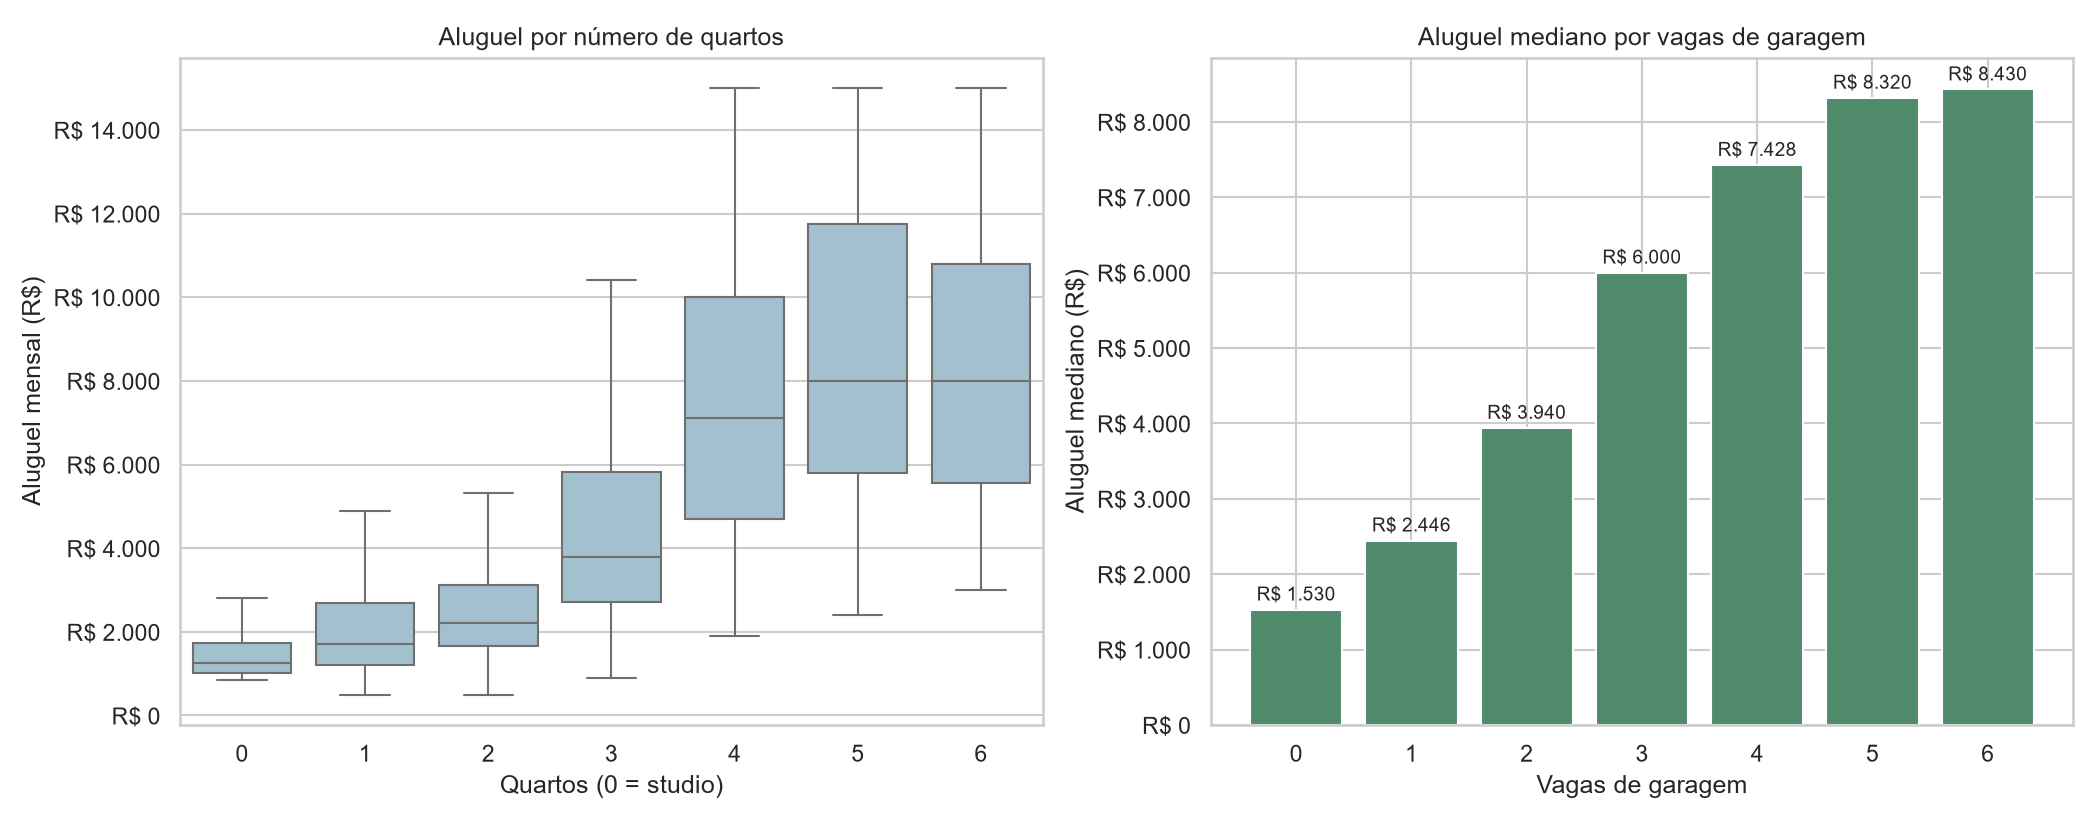 Aluguel por número de quartos
Aluguel mensal (R$)
R$ 14.000
R$ 12.000
R$ 10.000
R$ 8.000
R$ 6.000
R$ 4.000
R$ 2.000
R$ 0
0 1 2 3 4 5 6
Quartos (0 = studio)
Aluguel mediano por vagas de garagem
Aluguel mediano (R$)
R$ 8.000
R$ 7.000
R$ 6.000
R$ 5.000
R$ 4.000
R$ 3.000
R$ 2.000
R$ 1.000
R$ 0
R$ 1.530
R$ 2.446
R$ 3.940
R$ 6.000
R$ 7.428
R$ 8.320
R$ 8.430
0 1 2 3 4 5 6
Vagas de garagem